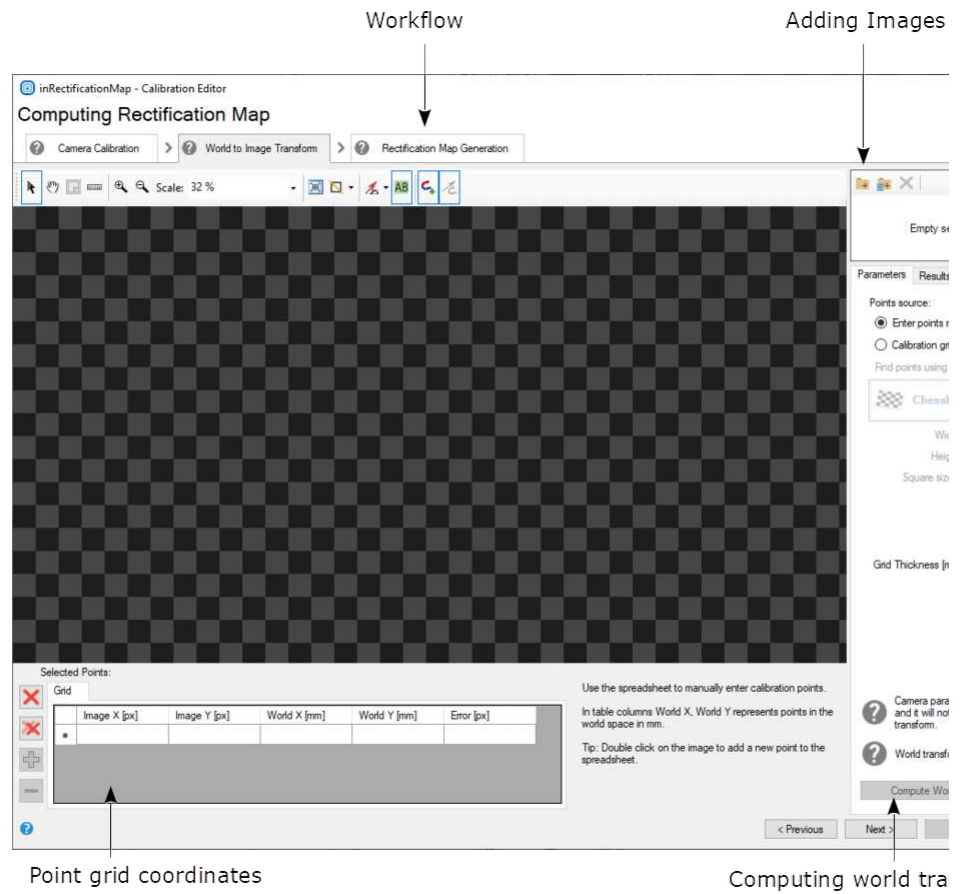 Workflow
Adding Images
inRectificationMap - Calibration Editor
Computing Rectification Map
? Camera Calibration > ? World to Image Transform > ? Rectification Map Generation
Scale: 32 %
AB
Empty se
Parameters Results
Points source:
Enter points r
Calibration gr
Find points using
Chessl
Wid
Heig
Square size
Grid Thickness [m
Selected Points:
Grid
Image X [px] Image Y [px] World X [mm] World Y [mm] Error [px]
Use the spreadsheet to manually enter calibration points.
In table columns World X, World Y represents points in the
world space in mm.
Tip: Double click on the image to add a new point to the
spreadsheet.
? Camera para
and it will not
transform.
? World transfo
Compute Wor
?
< Previous Next >
Point grid coordinates
Computing world tra